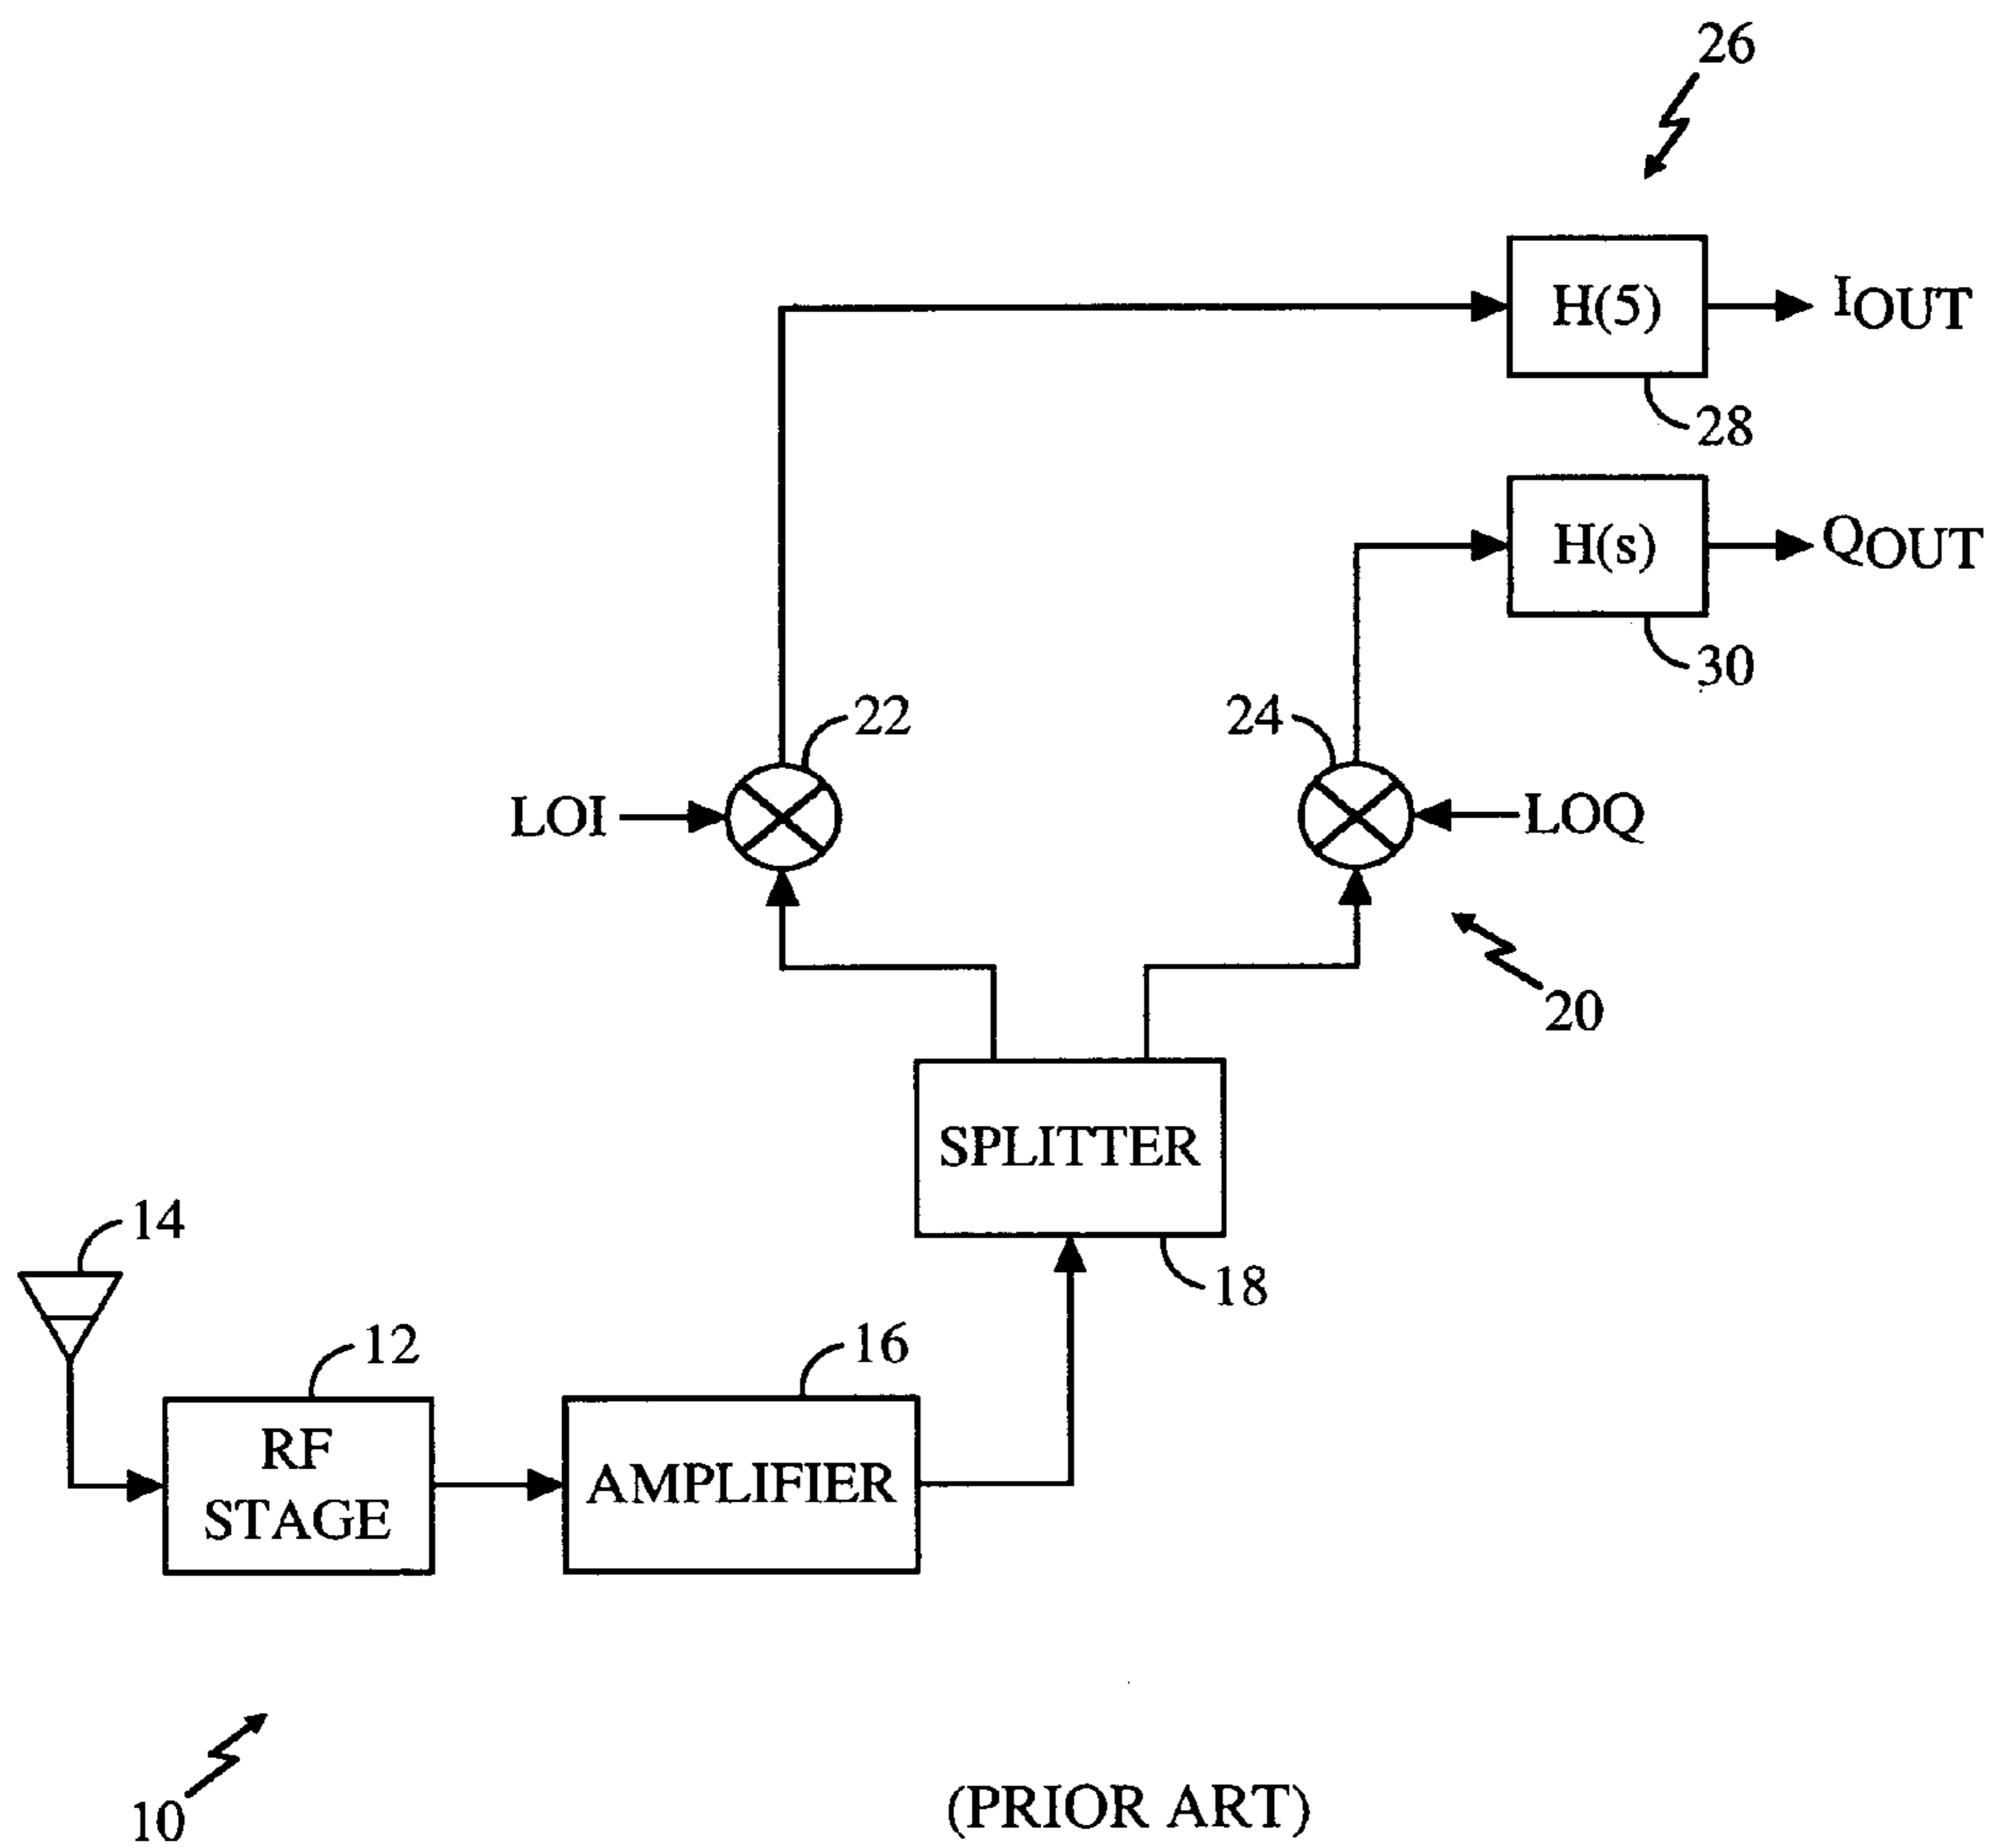 26
H(5)
IOUT
28
H(s)
QOUT
30
22
24
LOI
LOQ
20
SPLITTER
18
14
12
16
RF
STAGE
AMPLIFIER
10
(PRIOR ART)